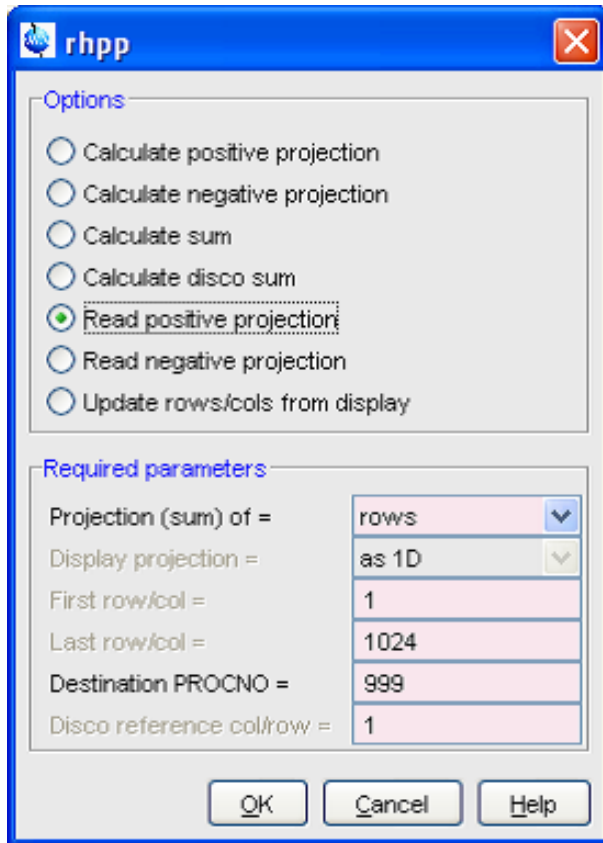 rhpp
Options
Calculate positive projection
Calculate negative projection
Calculate sum
Calculate disco sum
Read positive projection
Read negative projection
Update rows/cols from display
Required parameters
Projection (sum) of = rows
Display projection = as 1D
First row/col = 1
Last row/col = 1024
Destination PROCNO = 999
Disco reference col/row = 1
OK Cancel Help